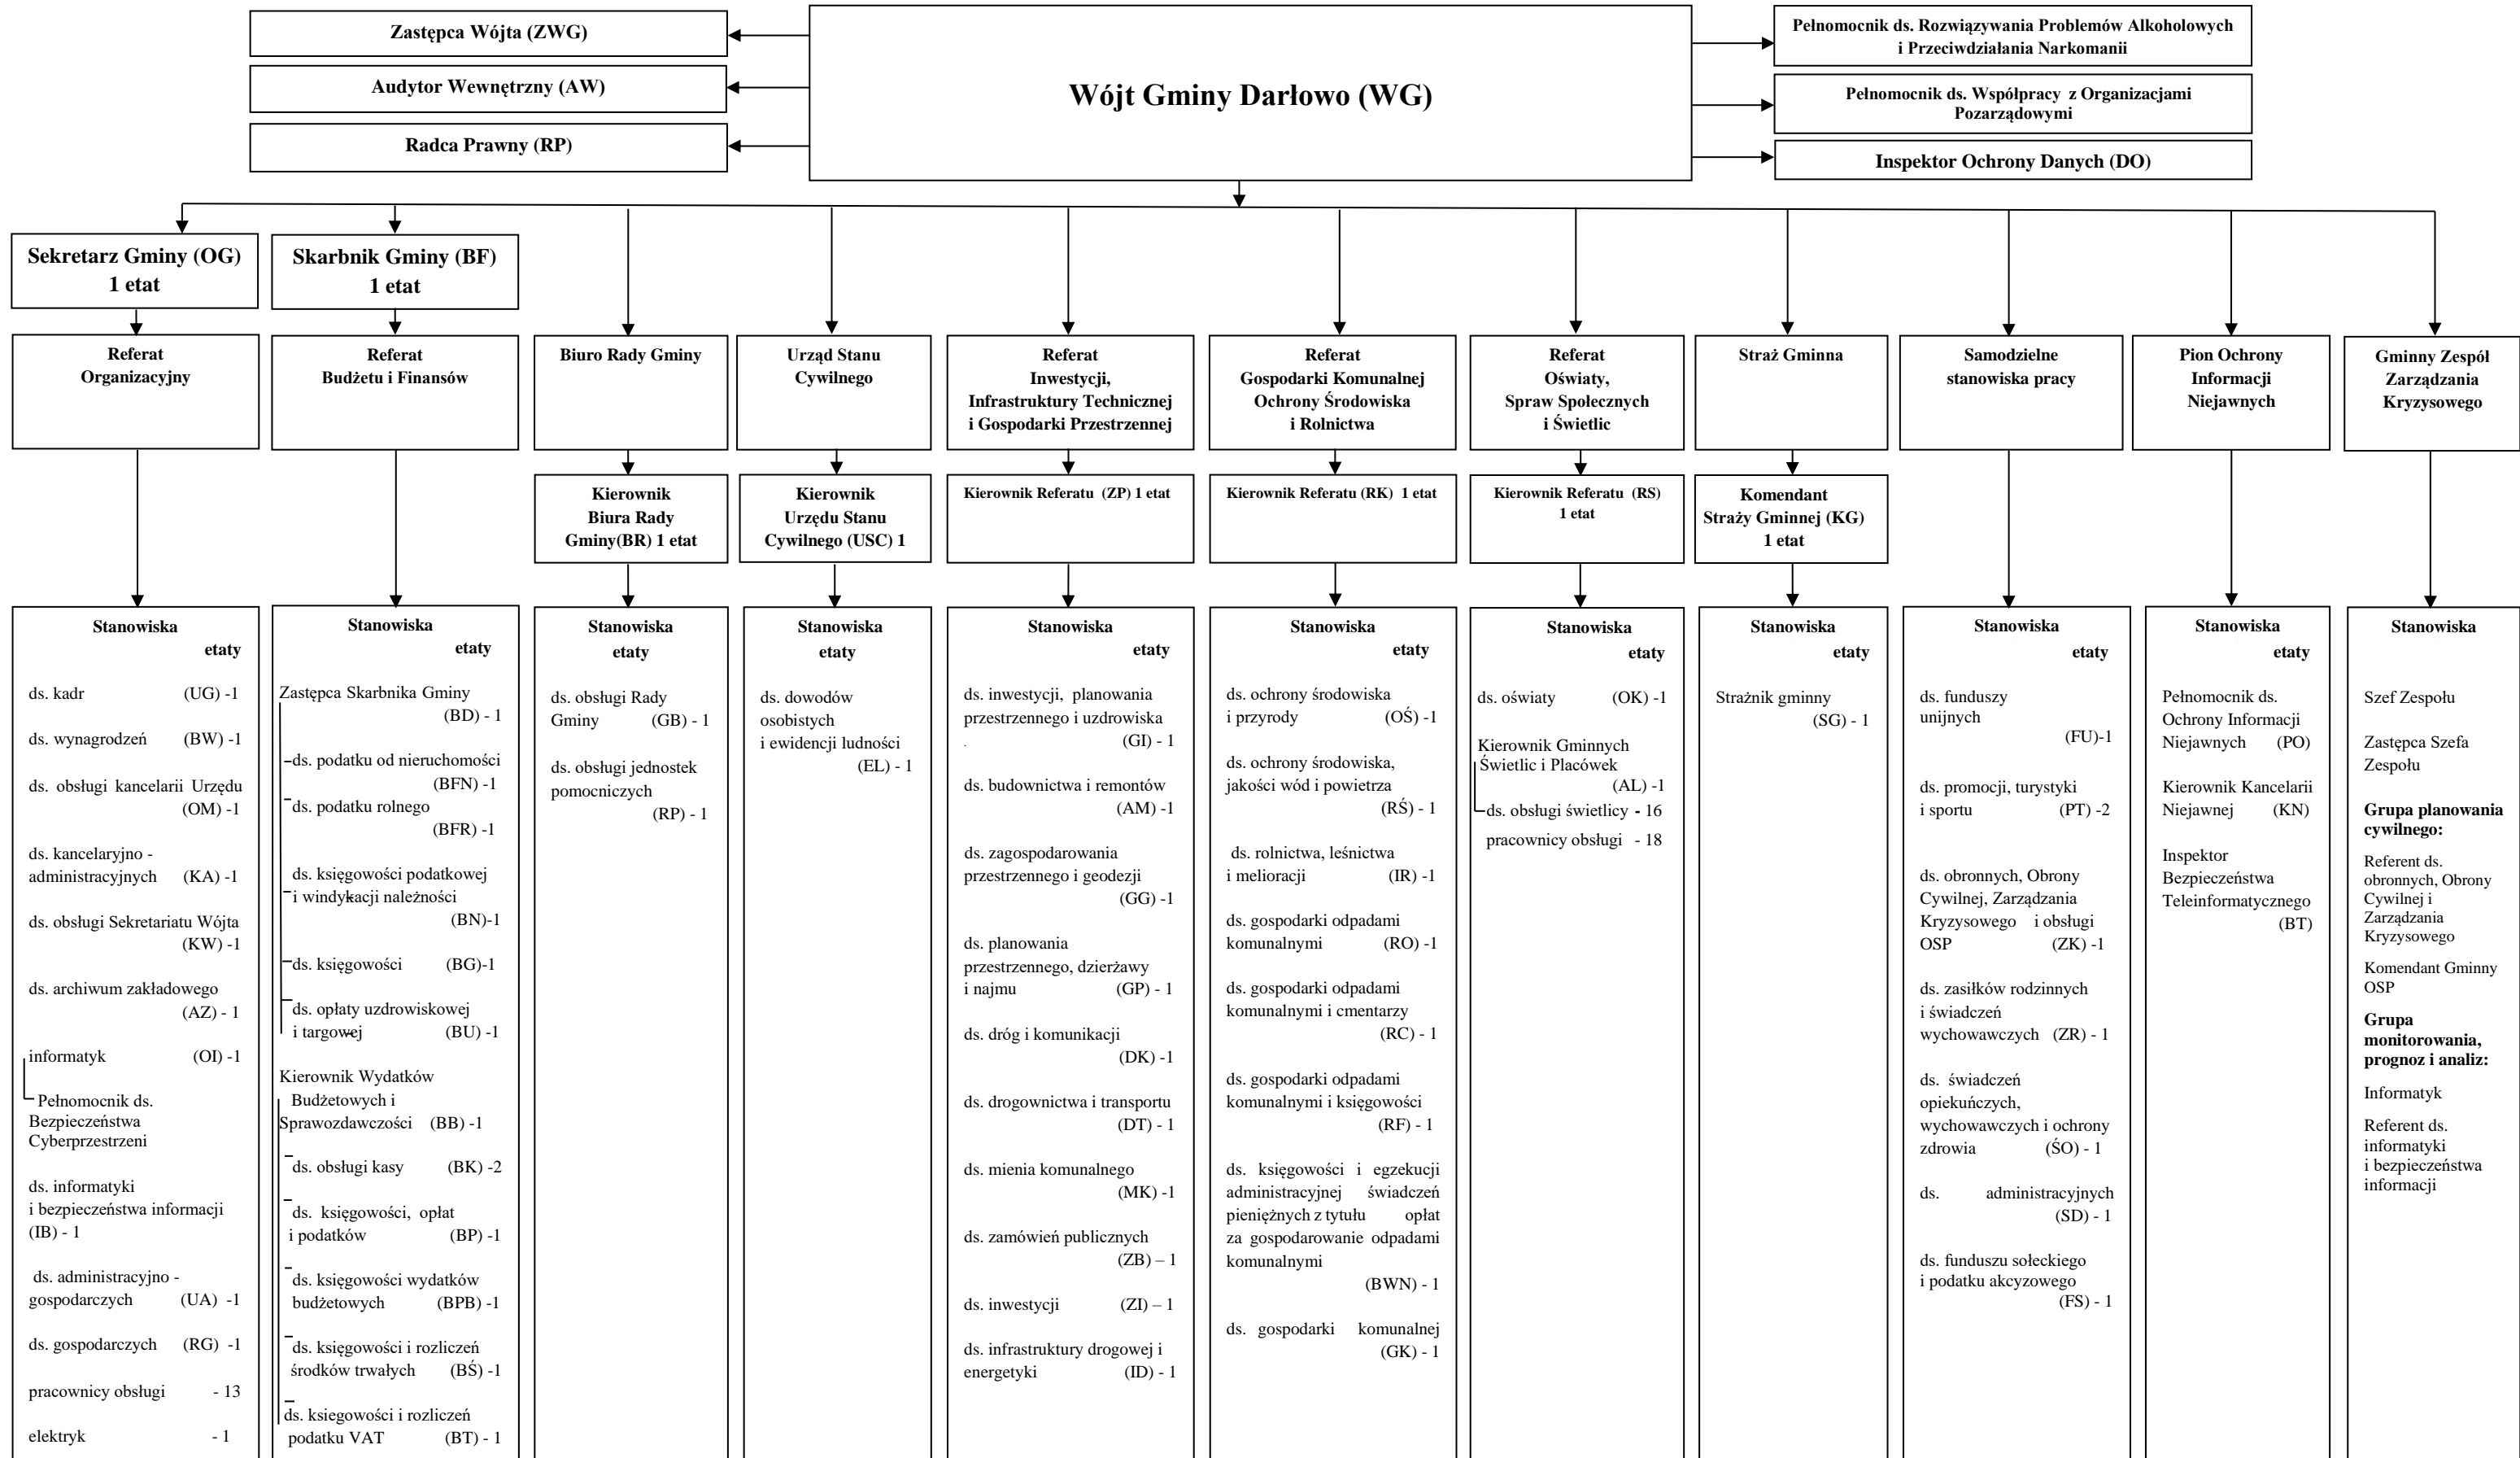 Zastępca Wójta (ZWG)
Audytor Wewnętrzny (AW)
Radca Prawny (RP)
Wójt Gminy Darłowo (WG)
Pełnomocnik ds. Rozwiązywania Problemów Alkoholowych
i Przeciwdziałania Narkomanii
Pełnomocnik ds. Współpracy z Organizacjami
Pozarządowymi
Inspektor Ochrony Danych (DO)
Sekretarz Gminy (OG)
1 etat
Skarbnik Gminy (BF)
1 etat
Referat
Organizacyjny
Referat
Budżetu i Finansów
Biuro Rady Gminy
Urząd Stanu
Cywilnego
Referat
Inwestycji,
Infrastruktury Technicznej
i Gospodarki Przestrzennej
Referat
Gospodarki Komunalnej
Ochrony Środowiska
i Rolnictwa
Referat
Oświaty,
Spraw Społecznych
i Świetlic
Straż Gminna
Samodzielne
stanowiska pracy
Pion Ochrony
Informacji
Niejawnych
Gminny Zespół
Zarządzania
Kryzysowego
Kierownik
Biura Rady
Gminy(BR) 1 etat
Kierownik
Urzędu Stanu
Cywilnego (USC) 1
Kierownik Referatu (ZP) 1 etat
Kierownik Referatu (RK) 1 etat
Kierownik Referatu (RS)
1 etat
Komendant
Straży Gminnej (KG)
1 etat
Stanowiska
etaty
ds. kadr (UG) -1
ds. wynagrodzeń (BW) -1
ds. obsługi kancelarii Urzędu
(OM) -1
ds. kancelaryjno -
administracyjnych (KA) -1
ds. obsługi Sekretariatu Wójta
(KW) -1
ds. archiwum zakładowego
(AZ) - 1
informatyk (OI) -1
Pełnomocnik ds.
Bezpieczeństwa
Cyberprzestrzeni
ds. informatyki
i bezpieczeństwa informacji
(IB) - 1
ds. administracyjno -
gospodarczych (UA) -1
ds. gospodarczych (RG) -1
pracownicy obsługi - 13
elektryk - 1
Stanowiska
etaty
Zastępca Skarbnika Gminy
(BD) - 1
ds. podatku od nieruchomości
(BFN) -1
ds. podatku rolnego
(BFR) -1
ds. księgowości podatkowej
i windykacji należności
(BN)-1
ds. księgowości (BG)-1
ds. opłaty uzdrowiskowej
i targowej (BU) -1
Kierownik Wydatków
Budżetowych i
Sprawozdawczości (BB) -1
ds. obsługi kasy (BK) -2
ds. księgowości, opłat
i podatków (BP) -1
ds. księgowości wydatków
budżetowych (BPB) -1
ds. księgowości i rozliczeń
środków trwałych (BŚ) -1
ds. ksiegowości i rozliczeń
podatku VAT (BT) - 1
Stanowiska
etaty
ds. obsługi Rady
Gminy (GB) - 1
ds. obsługi jednostek
pomocniczych
(RP) - 1
Stanowiska
etaty
ds. dowodów
osobistych
i ewidencji ludności
(EL) - 1
Stanowiska
etaty
ds. inwestycji, planowania
przestrzennego i uzdrowiska
. (GI) - 1
ds. budownictwa i remontów
(AM) -1
ds. zagospodarowania
przestrzennego i geodezji
(GG) -1
ds. planowania
przestrzennego, dzierżawy
i najmu (GP) - 1
ds. dróg i komunikacji
(DK) -1
ds. drogownictwa i transportu
(DT) - 1
ds. mienia komunalnego
(MK) -1
ds. zamówień publicznych
(ZB) – 1
ds. inwestycji (ZI) – 1
ds. infrastruktury drogowej i
energetyki (ID) - 1
Stanowiska
etaty
ds. ochrony środowiska
i przyrody (OŚ) -1
ds. ochrony środowiska,
jakości wód i powietrza
(RŚ) - 1
ds. rolnictwa, leśnictwa
i melioracji (IR) -1
ds. gospodarki odpadami
komunalnymi (RO) -1
ds. gospodarki odpadami
komunalnymi i cmentarzy
(RC) - 1
ds. gospodarki odpadami
komunalnymi i księgowości
(RF) - 1
ds. księgowości i egzekucji
administracyjnej świadczeń
pieniężnych z tytułu opłat
za gospodarowanie odpadami
komunalnymi
(BWN) - 1
ds. gospodarki komunalnej
(GK) - 1
Stanowiska
etaty
ds. oświaty (OK) -1
Kierownik Gminnych
Świetlic i Placówek
(AL) -1
ds. obsługi świetlicy - 16
pracownicy obsługi - 18
Stanowiska
etaty
Strażnik gminny
(SG) - 1
Stanowiska
etaty
ds. funduszy
unijnych
(FU)-1
ds. promocji, turystyki
i sportu (PT) -2
ds. obronnych, Obrony
Cywilnej, Zarządzania
Kryzysowego i obsługi
OSP (ZK) -1
ds. zasiłków rodzinnych
i świadczeń
wychowawczych (ZR) - 1
ds. świadczeń
opiekuńczych,
wychowawczych i ochrony
zdrowia (ŚO) - 1
ds. administracyjnych
(SD) - 1
ds. funduszu sołeckiego
i podatku akcyzowego
(FS) - 1
Stanowiska
etaty
Pełnomocnik ds.
Ochrony Informacji
Niejawnych (PO)
Kierownik Kancelarii
Niejawnej (KN)
Inspektor
Bezpieczeństwa
Teleinformatycznego
(BT)
Stanowiska
Szef Zespołu
Zastępca Szefa
Zespołu
Grupa planowania
cywilnego:
Referent ds.
obronnych, Obrony
Cywilnej i
Zarządzania
Kryzysowego
Komendant Gminny
OSP
Grupa
monitorowania,
prognoz i analiz:
Informatyk
Referent ds.
informatyki
i bezpieczeństwa
informacji